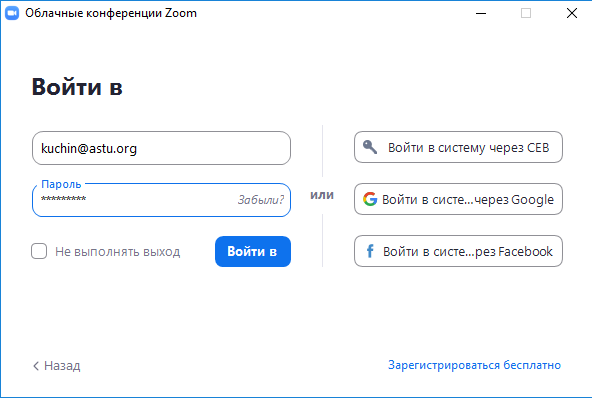 Облачные конференции Zoom
Войти в
kuchin@astu.org
Пароль
*********
Забыли?
Не выполнять выход
Войти в
или
Войти в систему через СЕВ
Войти в систе...через Google
Войти в систе...рез Facebook
Назад
Зарегистрироваться бесплатно